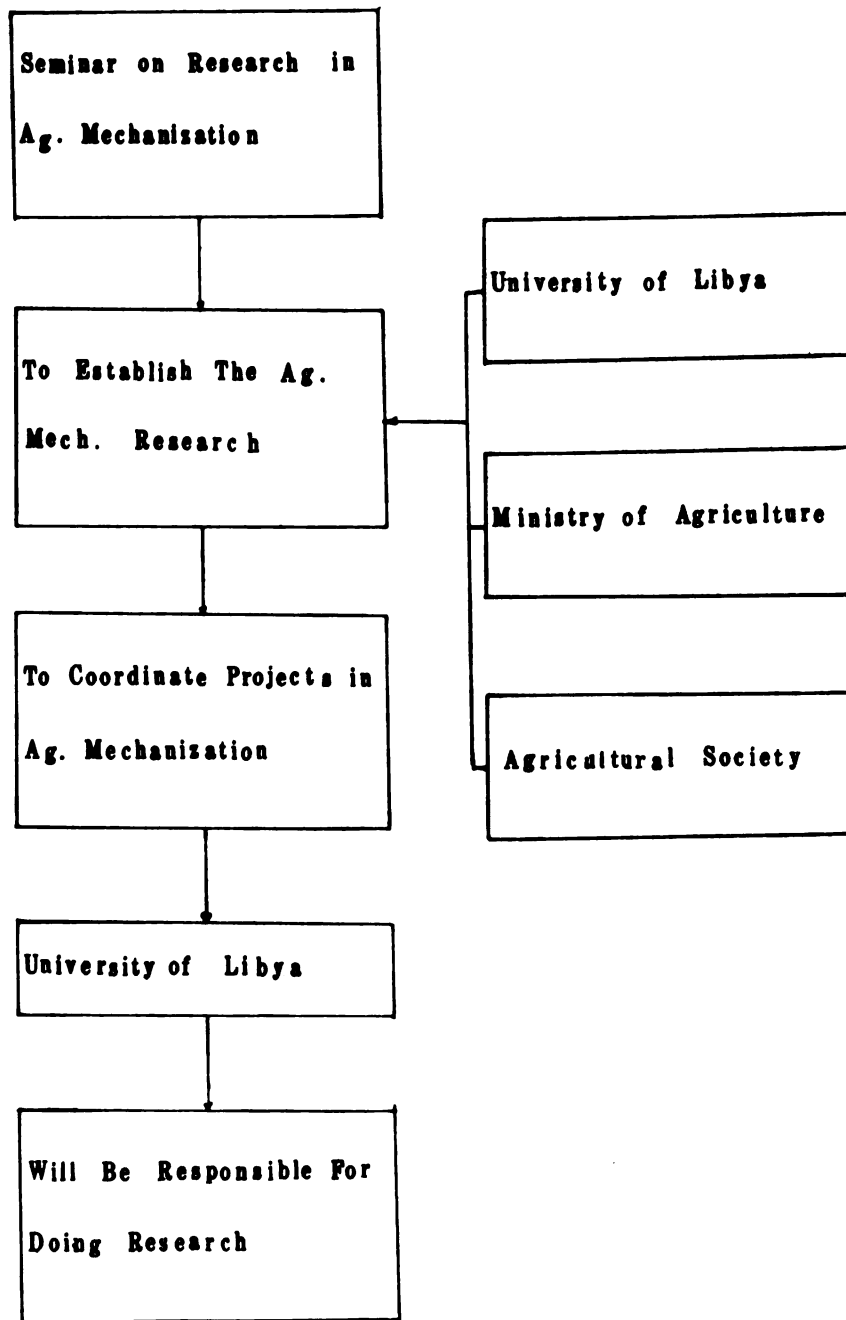 Seminar on Research in
Ag. Mechanisation
To Establish The Ag.
Mech. Research
To Coordinate Projects in
Ag. Mechanization
University of Libya
Will Be Responsible For
Doing Research
University of Libya
Ministry of Agriculture
Agricultural Society